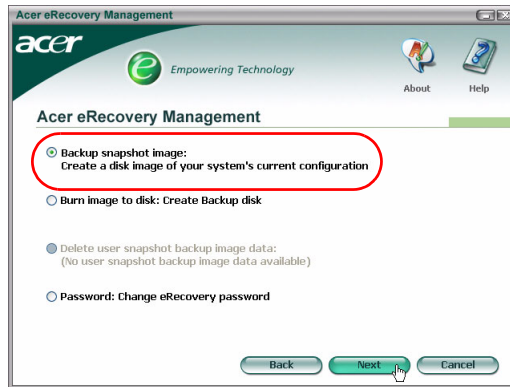 Acer eRecovery Management
acer
e Empowering Technology
About Help
Acer eRecovery Management
Backup snapshot image:
Create a disk image of your system's current configuration
Burn image to disk: Create Backup disk
Delete user snapshot backup image data:
(No user snapshot backup image data available)
Password: Change eRecovery password
Back Next Cancel